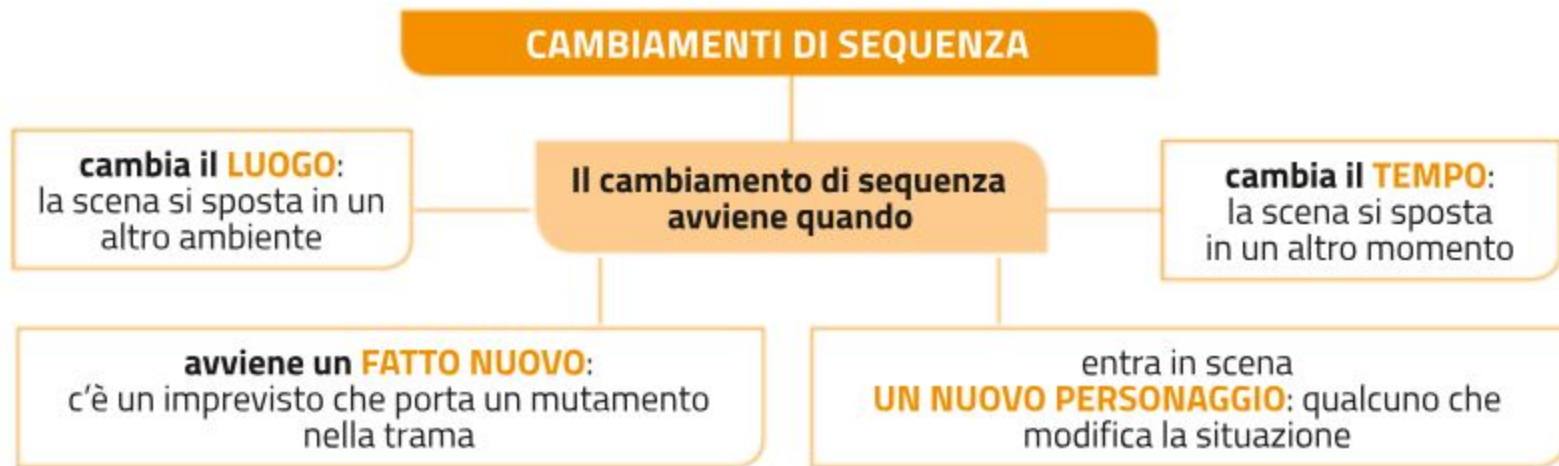 CAMBIAMENTI DI SEQUENZA
cambia il LUOGO:
la scena si sposta in un
altro ambiente
Il cambiamento di sequenza
avviene quando
cambia il TEMPO:
la scena si sposta
in un altro momento
avviene un FATTO NUOVO:
c'è un imprevisto che porta un mutamento
nella trama
entra in scena
UN NUOVO PERSONAGGIO: qualcuno che
modifica la situazione